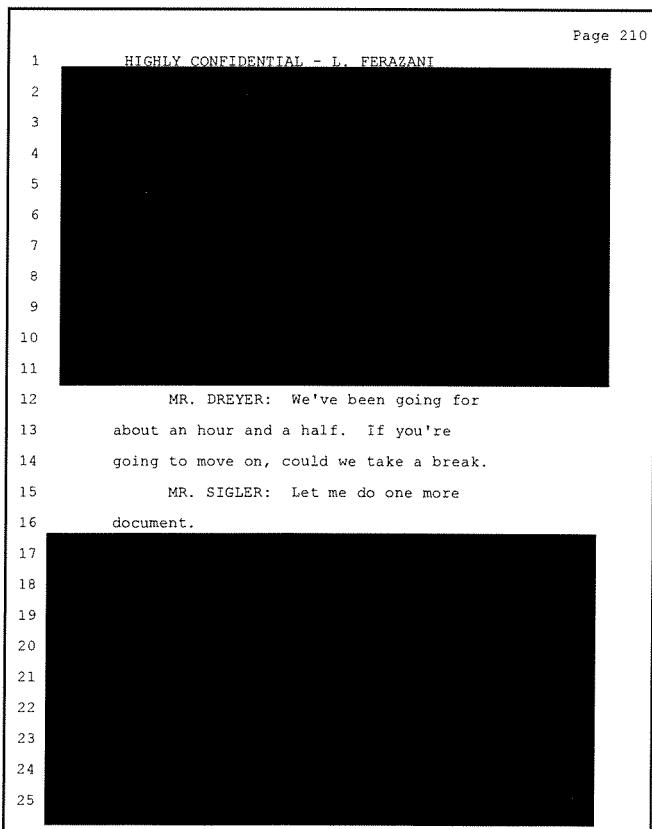 Page 210
1 HIGHLY CONFIDENTIAL - L. FERAZANI
2
3
4
5
6
7
8
9
10
11
12 MR. DREYER: We've been going for
13 about an hour and a half. If you're
14 going to move on, could we take a break.
15 MR. SIGLER: Let me do one more
16 document.
17
18
19
20
21
22
23
24
25